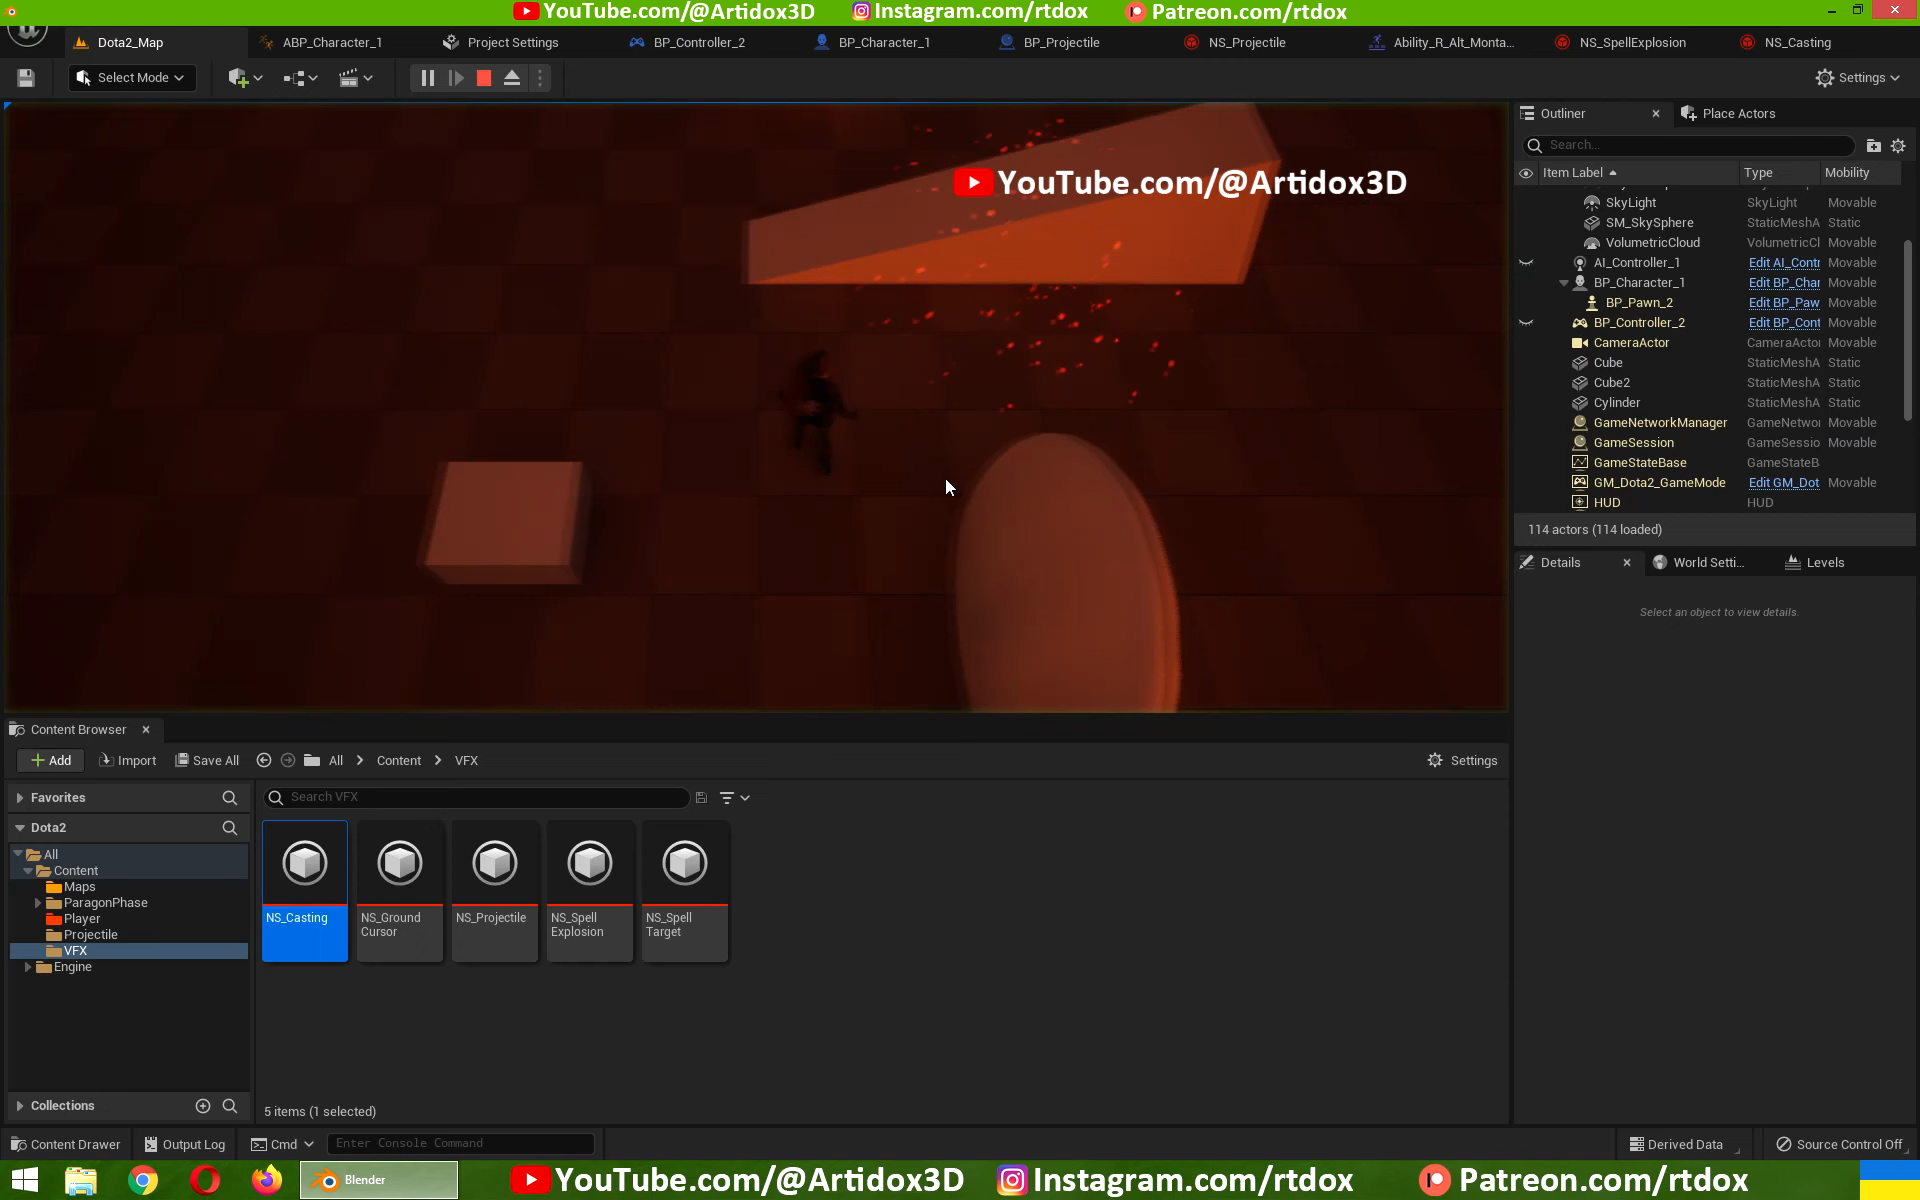 YouTube.com/@Artidox3D Instagram.com/rtdox Patreon.com/rtdox
Dota2_Map ABP_Character_1 Project Settings BP_Controller_2 BP_Character_1 BP_Projectile NS_Projectile Ability_R_Alt_Monta... NS_SpellExplosion NS_Casting
Select Mode Settings
YouTube.com/@Artidox3D
Outliner Place Actors
Search...
Item Label Type Mobility
SkyLight SkyLight Movable
SM_SkySphere StaticMeshA Static
VolumetricCloud VolumetricCl Movable
AI_Controller_1 Edit AI_Contr Movable
BP_Character_1 Edit BP_Char Movable
BP_Pawn_2 Edit BP_Paw Movable
BP_Controller_2 Edit BP_Cont Movable
CameraActor CameraActo Movable
Cube StaticMeshA Static
Cube2 StaticMeshA Static
Cylinder StaticMeshA Static
GameNetworkManager GameNetwo Movable
GameSession GameSessio Movable
GameStateBase GameStateB
GM_Dota2_GameMode Edit GM_Dot Movable
HUD HUD
114 actors (114 loaded)
Details World Setti... Levels
Select an object to view details.
Content Browser
Add Import Save All All Content VFX Settings
Favorites
Search VFX
Dota2
All
Content
Maps
ParagonPhase
Player
Projectile
VFX
Engine
NS_Casting
NS_Ground
Cursor
NS_Projectile
NS_Spell
Explosion
NS_Spell
Target
Collections
5 items (1 selected)
Content Drawer Output Log Cmd Enter Console Command Derived Data Source Control Off
Blender YouTube.com/@Artidox3D Instagram.com/rtdox Patreon.com/rtdox